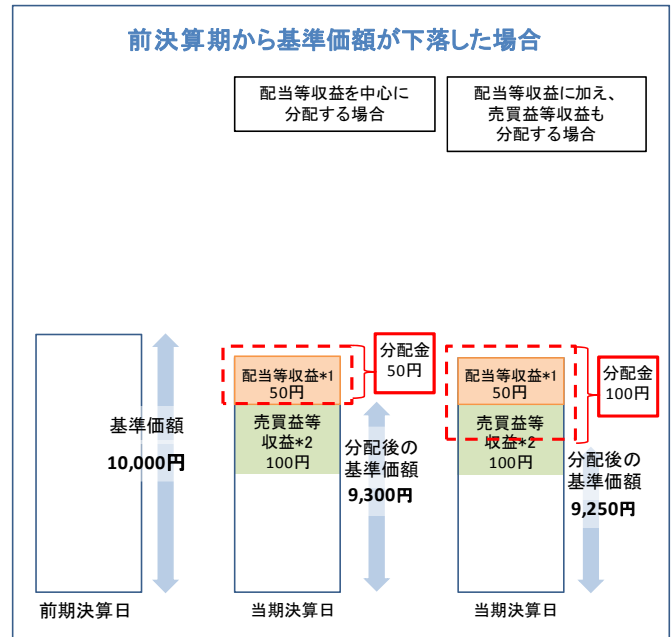 前決算期から基準価額が下落した場合
配当等収益を中心に
分配する場合
配当等収益に加え、
売買益等収益も
分配する場合
基準価額
10,000円
前期決算日
配当等収益*1
50円
売買益等
収益*2
100円
分配金
50円
分配後の
基準価額
9,300円
当期決算日
配当等収益*1
50円
売買益等
収益*2
100円
分配金
100円
分配後の
基準価額
9,250円
当期決算日